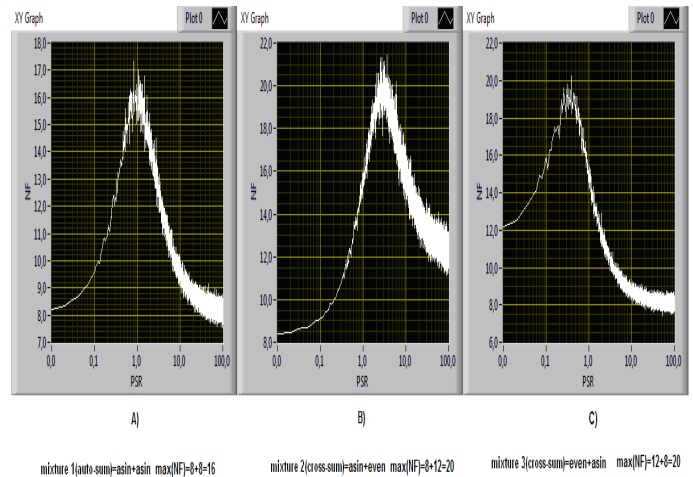 XY Graph Plot 0
18,0
17,0
16,0
15,0
14,0
13,0
12,0
11,0
10,0
9,0
8,0
7,0
NF
0,0 0,1 1,0 10,0 100,0
PSR
A)
mixture 1(auto-sum)=asin+asin max(NF)=8+8=16
XY Graph Plot 0
22,0
20,0
18,0
16,0
14,0
12,0
10,0
8,0
NF
0,0 0,1 1,0 10,0 100,0
PSR
B)
mixture 2(cross-sum)=asin+even max(NF)=8+12=20
XY Graph Plot 0
22,0
20,0
18,0
16,0
14,0
12,0
10,0
8,0
6,0
NF
0,0 0,1 1,0 10,0 100,0
PSR
C)
mixture 3(cross-sum)=even+asin max(NF)=12+8=20